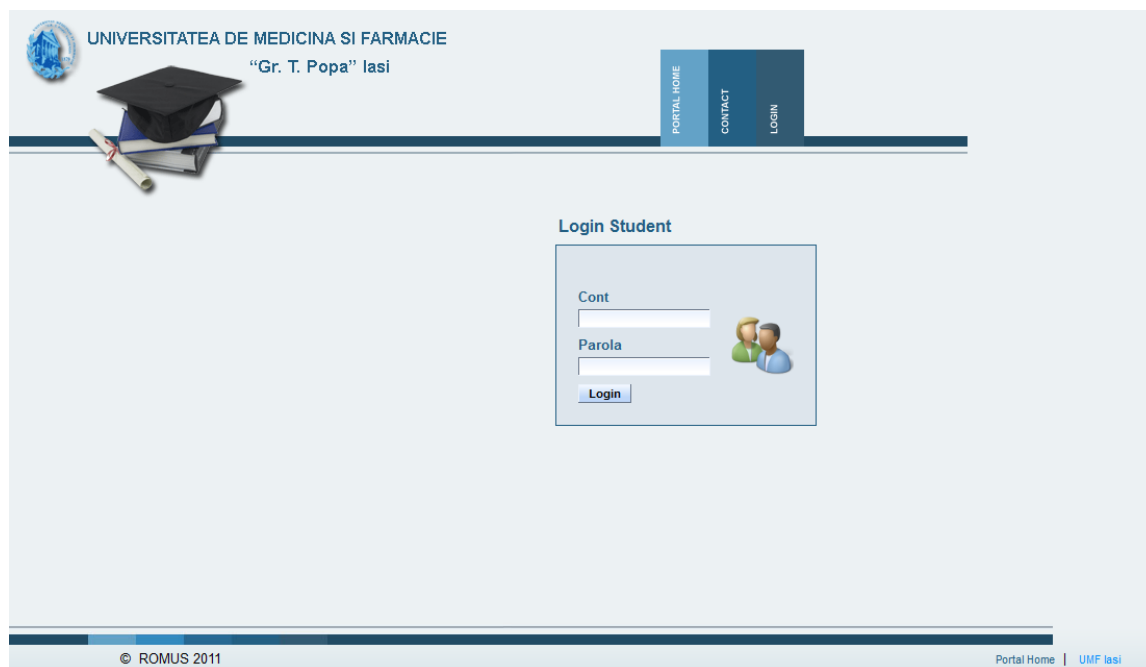 UNIVERSITATEA DE MEDICINA SI FARMACIE
“Gr. T. Popa” Iasi
PORTAL HOME
CONTACT
LOGIN
Login Student
Cont
Parola
Login
© ROMUS 2011
Portal Home | UMF Iasi